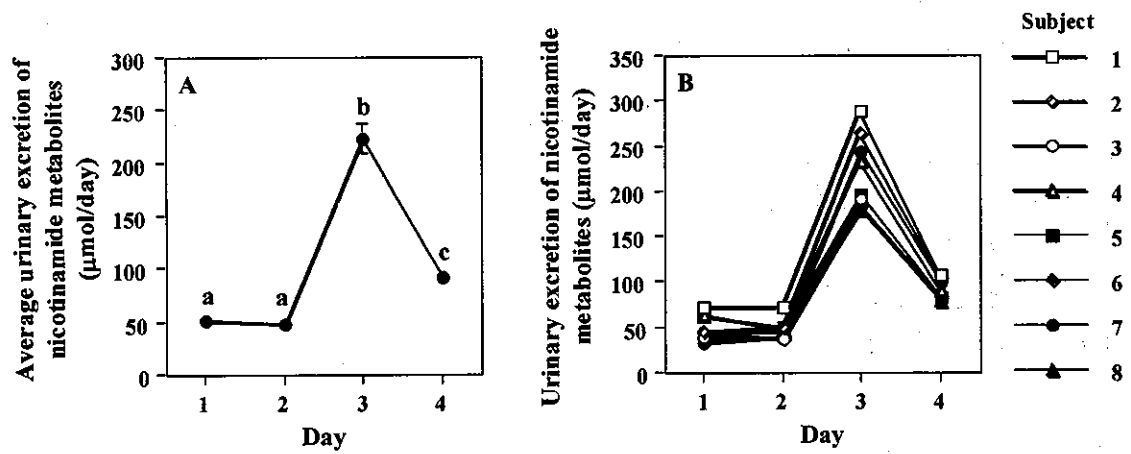 Average urinary excretion of
nicotinamide metabolites
(µmol/day)
300
250
200
150
100
50
0
A
a
a
b
c
1 2 3 4
Day
Urinary excretion of nicotinamide
metabolites (µmol/day)
350
300
250
200
150
100
50
0
B
1 2 3 4
Day
Subject
1
2
3
4
5
6
7
8